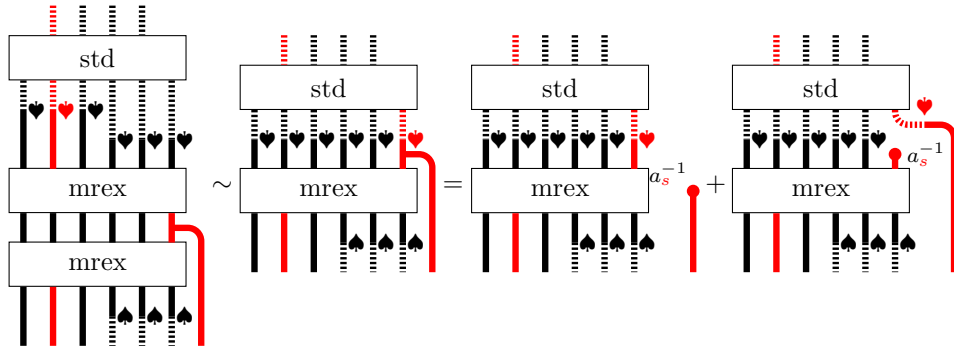 std
mrex
mrex
∼
std
mrex
=
std
mrex
a_s^{-1}
+
std
mrex
a_s^{-1}